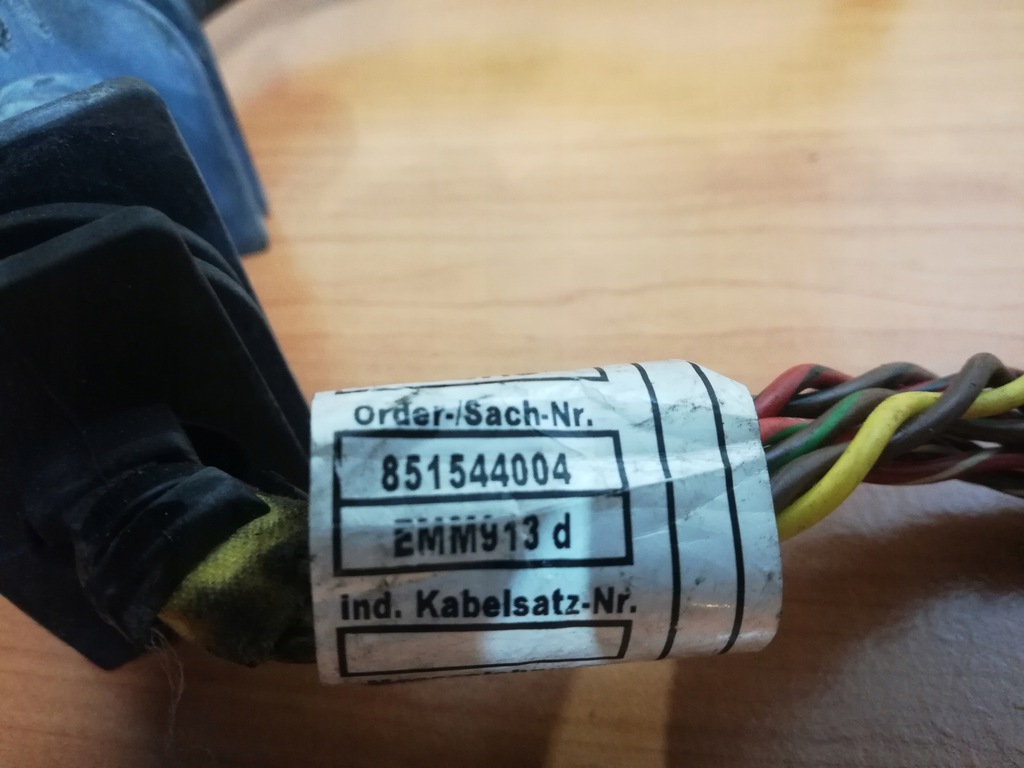 Order-/Sach-Nr.
851544004
EMM913 d
ind. Kabelsatz-Nr.